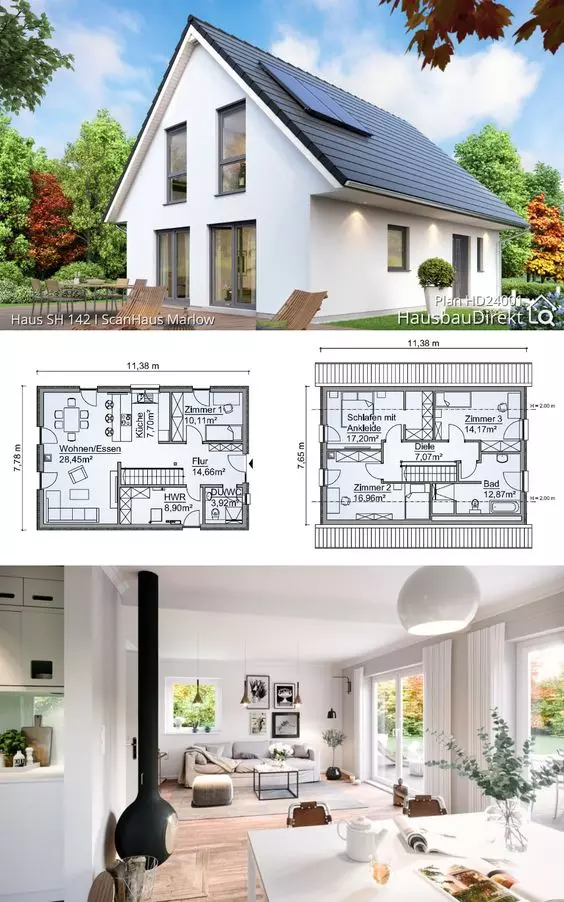 Haus SH 142 | ScanHaus Marlow
Plan HD24001
HausbauDirekt
11,38 m
7,78 m
Küche
7,70m²
Zimmer 1
10,11m²
Wohnen/Essen
28,45m²
Flur
14,66m²
HWR
8,90m²
DU/WC
3,92m²
11,38 m
7,65 m
Schlafen mit
Ankleide
17,20m²
Zimmer 3
14,17m²
H = 2.00 m
Diele
7,07m²
Zimmer 2
16,96m²
Bad
12,87m²
H = 2.00 m